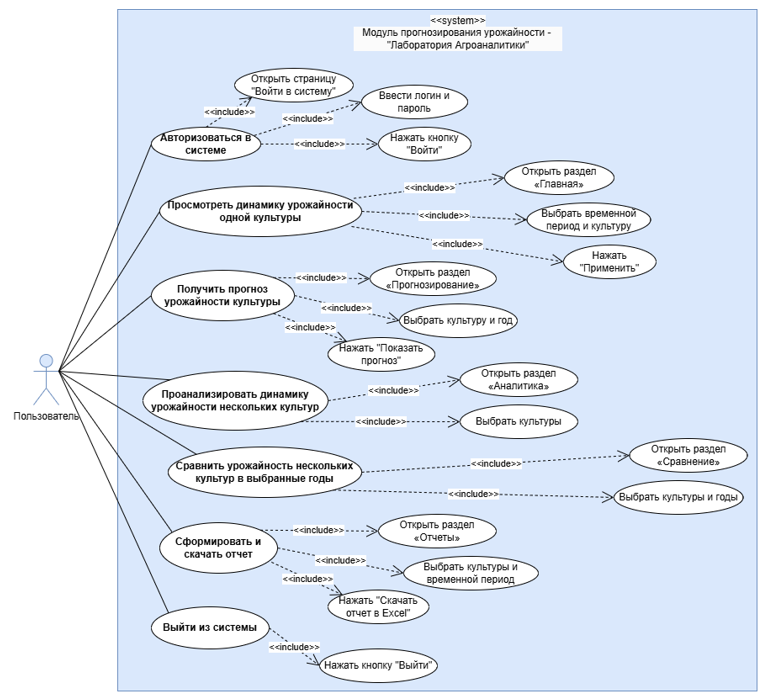 <<system>>
Модуль прогнозирования урожайности -
"Лаборатория Агроаналитики"
Открыть страницу
"Войти в систему"
<<include>>
Ввести логин и
пароль
<<include>>
Авторизоваться в
системе
<<include>>
Нажать кнопку
"Войти"
Просмотреть динамику урожайности
одной культуры
<<include>>
Открыть раздел
«Главная»
<<include>>
Выбрать временной
период и культуру
<<include>>
Нажать
"Применить"
Получить прогноз
урожайности культуры
<<include>>
Открыть раздел
«Прогнозирование»
<<include>>
Выбрать культуру и год
<<include>>
Нажать "Показать
прогноз"
Пользователь
Проанализировать динамику
урожайности нескольких культур
<<include>>
Открыть раздел
«Аналитика»
<<include>>
Выбрать культуры
Сравнить урожайность нескольких
культур в выбранные годы
<<include>>
Открыть раздел
«Сравнение»
<<include>>
Выбрать культуры и годы
Сформировать и
скачать отчет
<<include>>
Открыть раздел
«Отчеты»
<<include>>
Выбрать культуры и
временной период
<<include>>
Нажать "Скачать
отчет в Excel"
Выйти из системы
<<include>>
Нажать кнопку "Выйти"